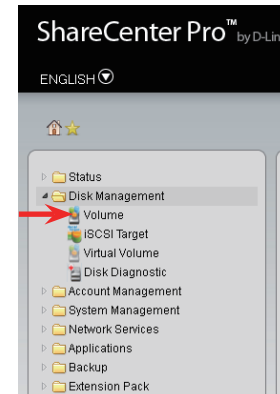 ShareCenter Pro™ by D-Lin
ENGLISH
Status
Disk Management
Volume
iSCSI Target
Virtual Volume
Disk Diagnostic
Account Management
System Management
Network Services
Applications
Backup
Extension Pack